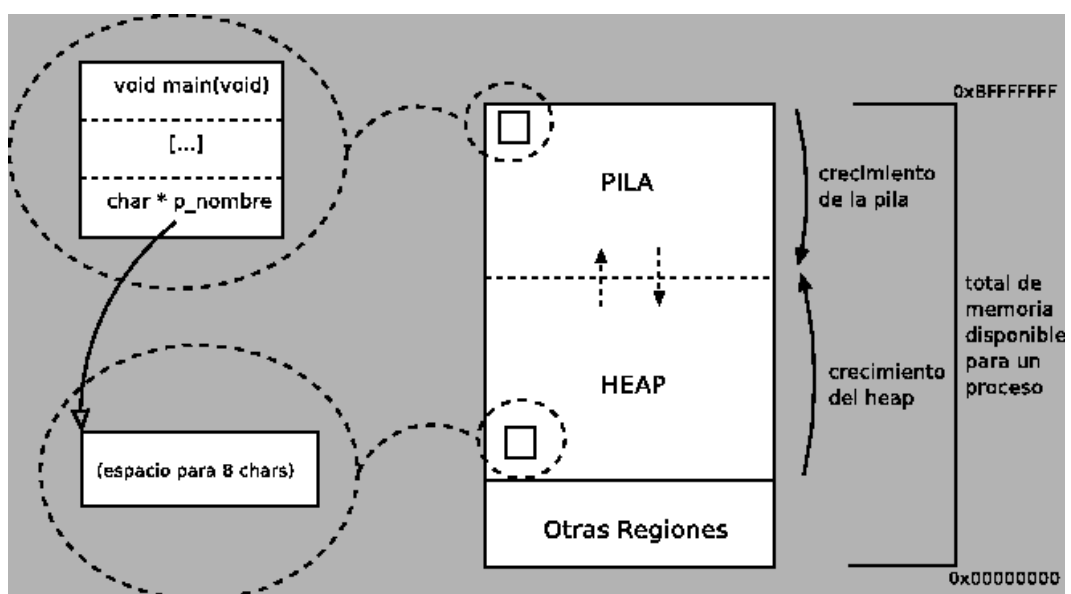 void main(void)
[...]
char * p_nombre
(espacio para 8 chars)
PILA
HEAP
Otras Regiones
crecimiento
de la pila
crecimiento
del heap
0xBFFFFFFF
total de
memoria
disponible
para un
proceso
0x00000000